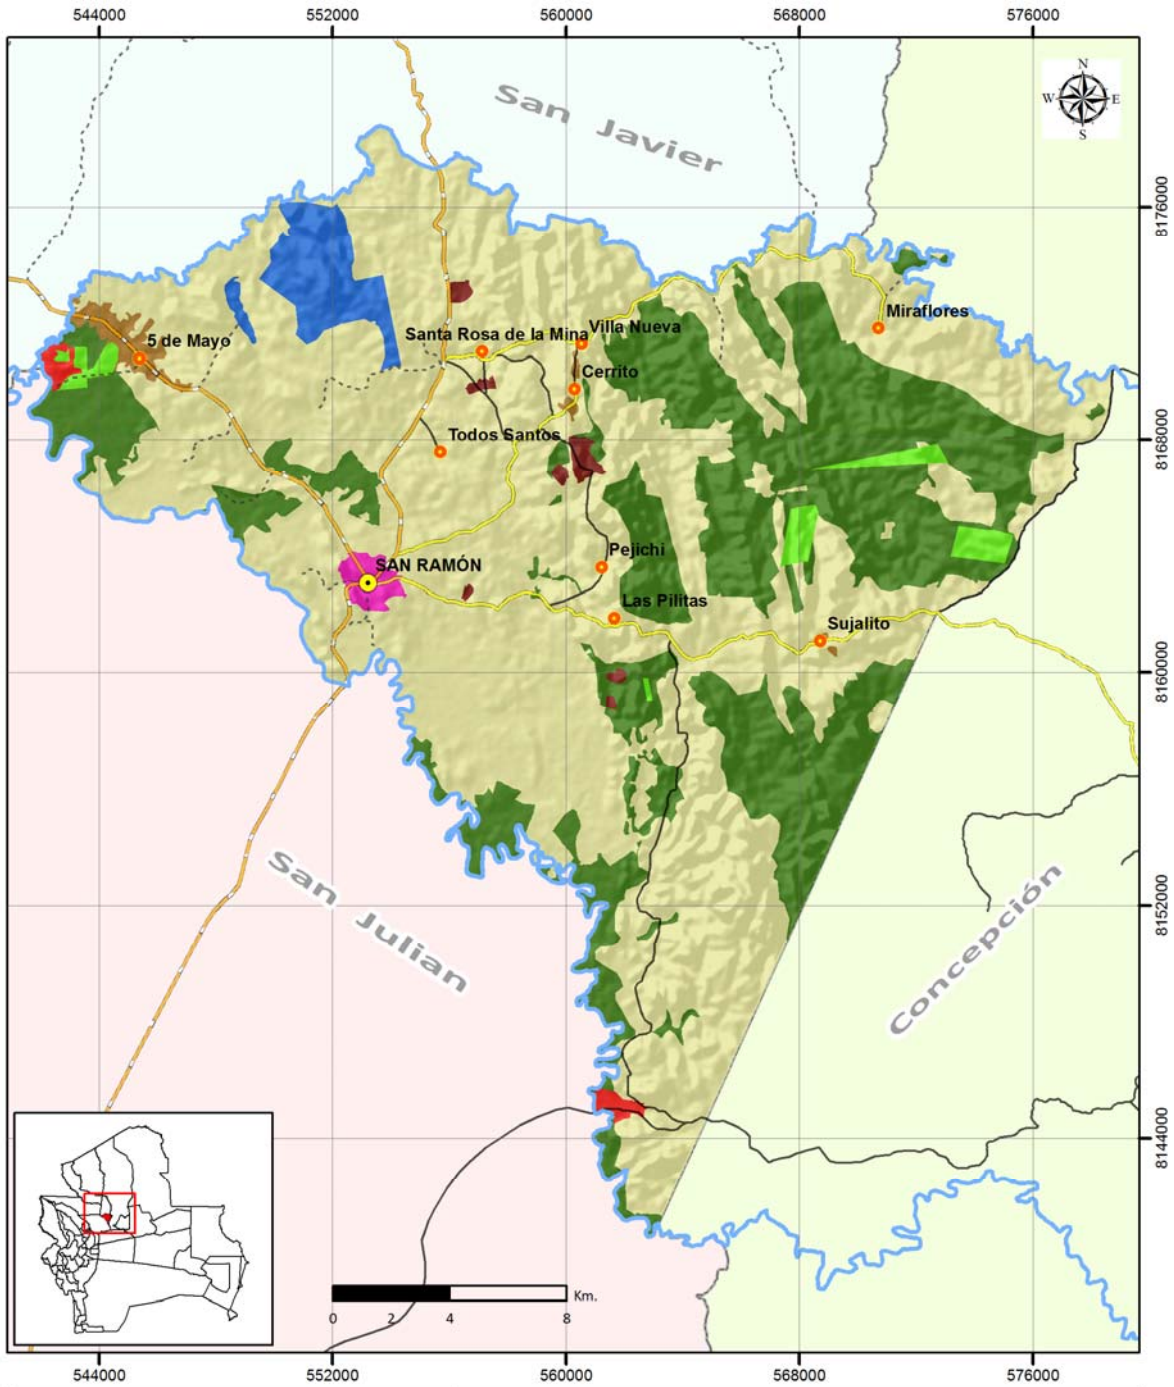 544000
552000
560000
568000
576000
San Javier
N
W E
S
8176000
Miraflores
Villa Nueva
Santa Rosa de la Mina
5 de Mayo
Cerrito
Todos Santos
8168000
Pejichi
SAN RAMÓN
Las Pilitas
Sujalito
8160000
San Julian
Concepción
8152000
8144000
Km.
0 2 4 8
544000
552000
560000
568000
576000